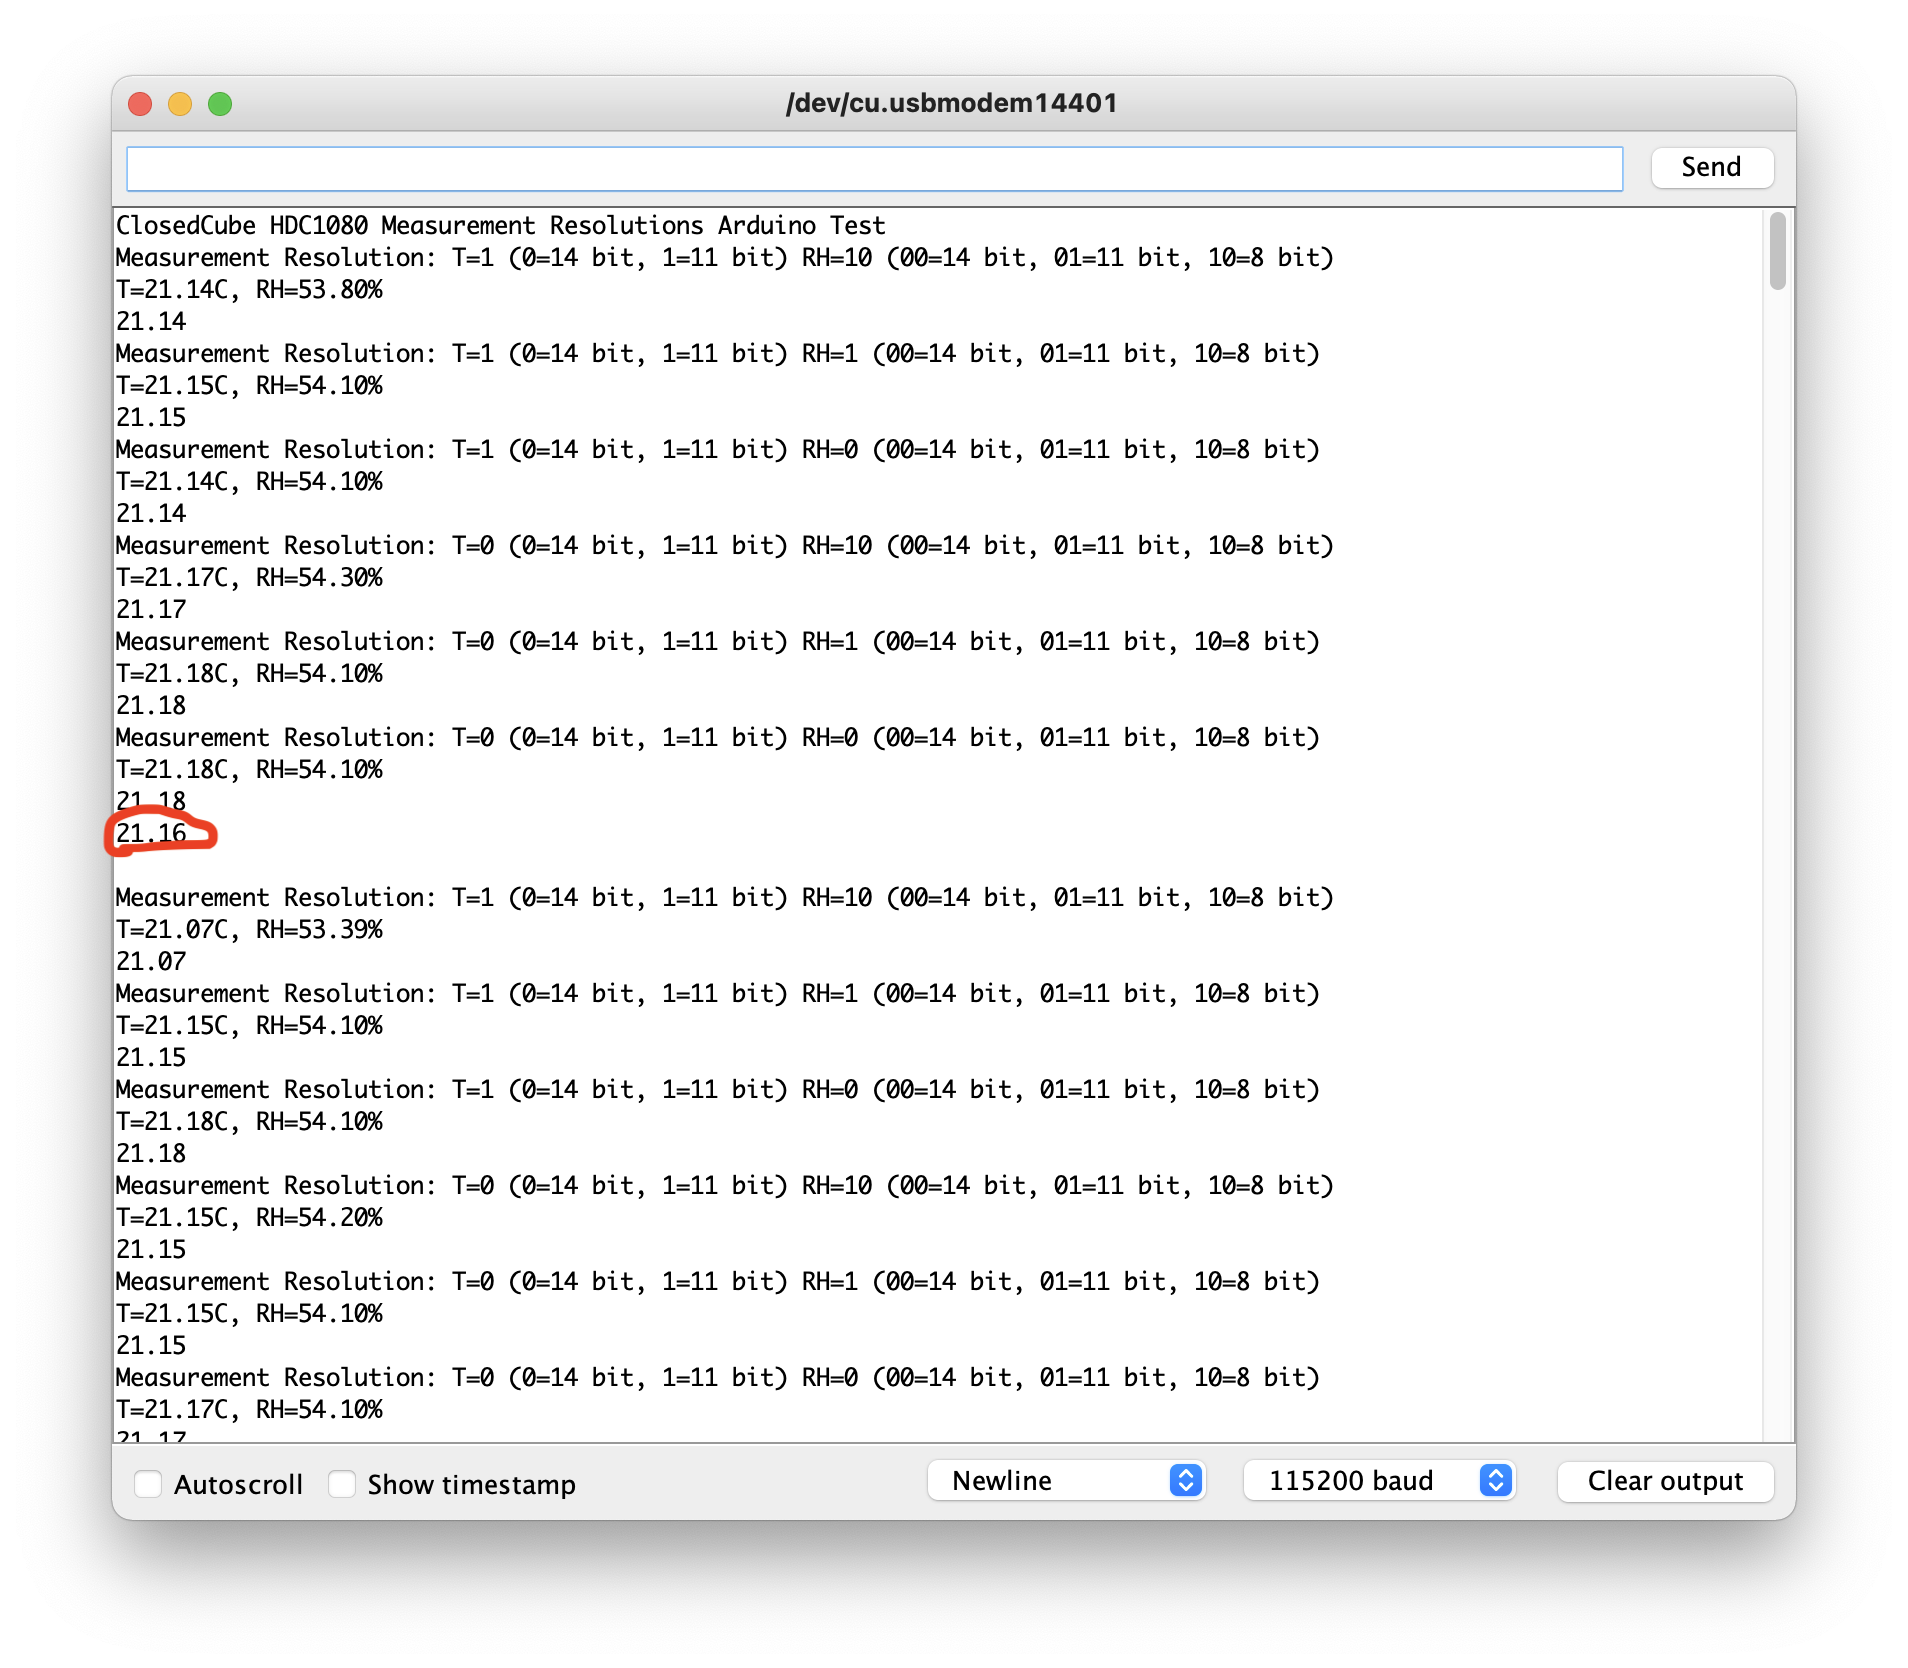 /dev/cu.usbmodem14401
Send
ClosedCube HDC1080 Measurement Resolutions Arduino Test
Measurement Resolution: T=1 (0=14 bit, 1=11 bit) RH=10 (00=14 bit, 01=11 bit, 10=8 bit)
T=21.14C, RH=53.80%
21.14
Measurement Resolution: T=1 (0=14 bit, 1=11 bit) RH=1 (00=14 bit, 01=11 bit, 10=8 bit)
T=21.15C, RH=54.10%
21.15
Measurement Resolution: T=1 (0=14 bit, 1=11 bit) RH=0 (00=14 bit, 01=11 bit, 10=8 bit)
T=21.14C, RH=54.10%
21.14
Measurement Resolution: T=0 (0=14 bit, 1=11 bit) RH=10 (00=14 bit, 01=11 bit, 10=8 bit)
T=21.17C, RH=54.30%
21.17
Measurement Resolution: T=0 (0=14 bit, 1=11 bit) RH=1 (00=14 bit, 01=11 bit, 10=8 bit)
T=21.18C, RH=54.10%
21.18
Measurement Resolution: T=0 (0=14 bit, 1=11 bit) RH=0 (00=14 bit, 01=11 bit, 10=8 bit)
T=21.18C, RH=54.10%
21.18
21.16
Measurement Resolution: T=1 (0=14 bit, 1=11 bit) RH=10 (00=14 bit, 01=11 bit, 10=8 bit)
T=21.07C, RH=53.39%
21.07
Measurement Resolution: T=1 (0=14 bit, 1=11 bit) RH=1 (00=14 bit, 01=11 bit, 10=8 bit)
T=21.15C, RH=54.10%
21.15
Measurement Resolution: T=1 (0=14 bit, 1=11 bit) RH=0 (00=14 bit, 01=11 bit, 10=8 bit)
T=21.18C, RH=54.10%
21.18
Measurement Resolution: T=0 (0=14 bit, 1=11 bit) RH=10 (00=14 bit, 01=11 bit, 10=8 bit)
T=21.15C, RH=54.20%
21.15
Measurement Resolution: T=0 (0=14 bit, 1=11 bit) RH=1 (00=14 bit, 01=11 bit, 10=8 bit)
T=21.15C, RH=54.10%
21.15
Measurement Resolution: T=0 (0=14 bit, 1=11 bit) RH=0 (00=14 bit, 01=11 bit, 10=8 bit)
T=21.17C, RH=54.10%
21.17
Autoscroll Show timestamp Newline 115200 baud Clear output